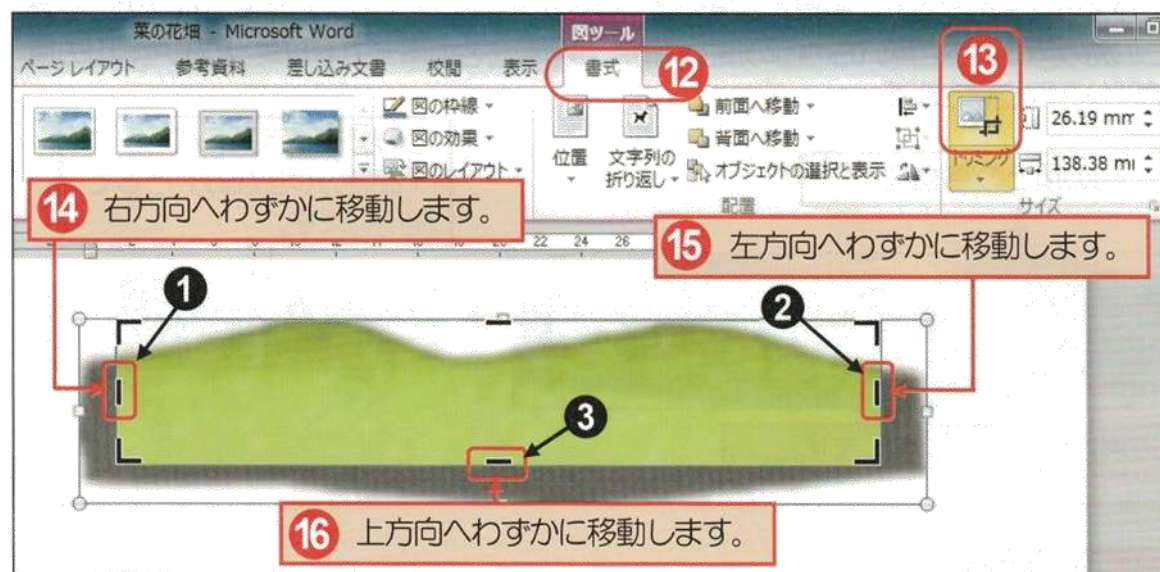 菜の花畑 - Microsoft Word
図ツール
ページ レイアウト 参考資料 差し込み文書 校閲 表示 書式
12
13
図の枠線
図の効果
図のレイアウト
位置
文字列の
折り返し
前面へ移動
背面へ移動
オブジェクトの選択と表示
配置
トリミング
26.19 mm
138.38 mi
サイズ
14 右方向へわずかに移動します。
22 24 26
15 左方向へわずかに移動します。
1
2
3
16 上方向へわずかに移動します。